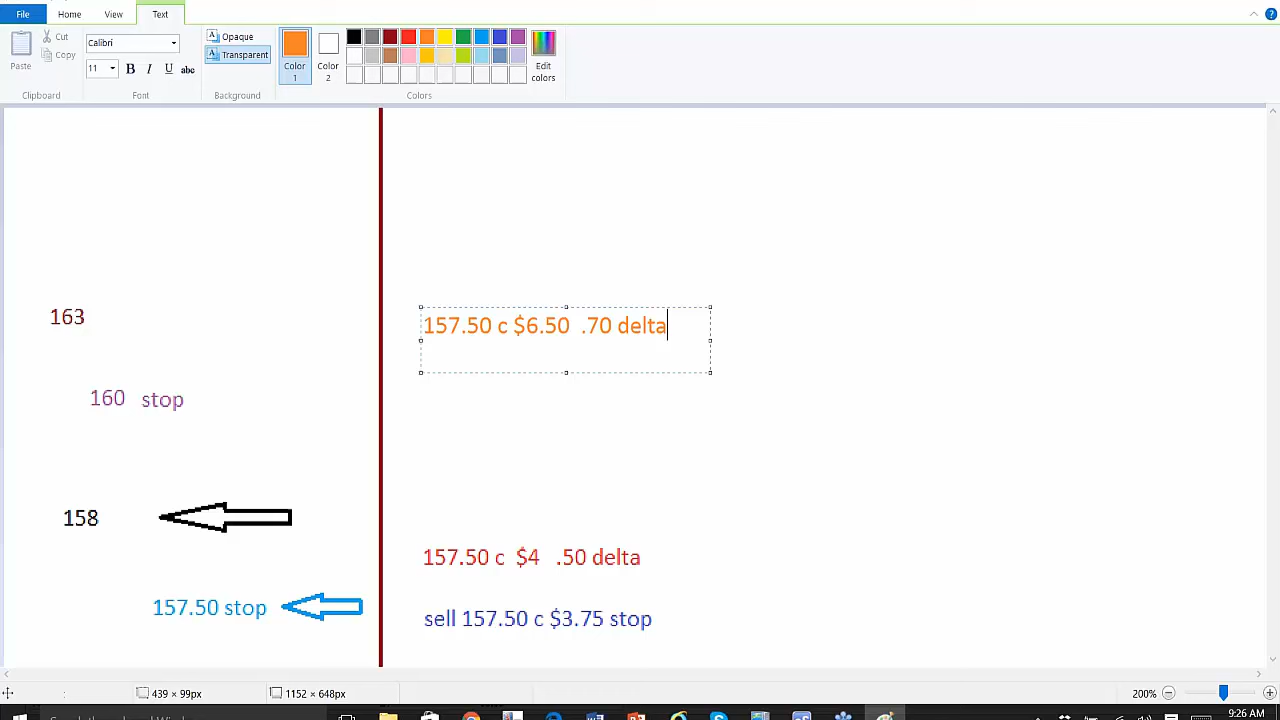 File Home View Text
Paste
Cut
Copy
Calibri
11 B I U abc
Opaque
Transparent
Color 1
Color 2
Edit colors
Clipboard Font Background Colors
163
157.50 c $6.50 .70 delta
160 stop
158
157.50 c $4 .50 delta
157.50 stop
sell 157.50 c $3.75 stop
439 × 99px 1152 × 648px 200%
9:26 AM